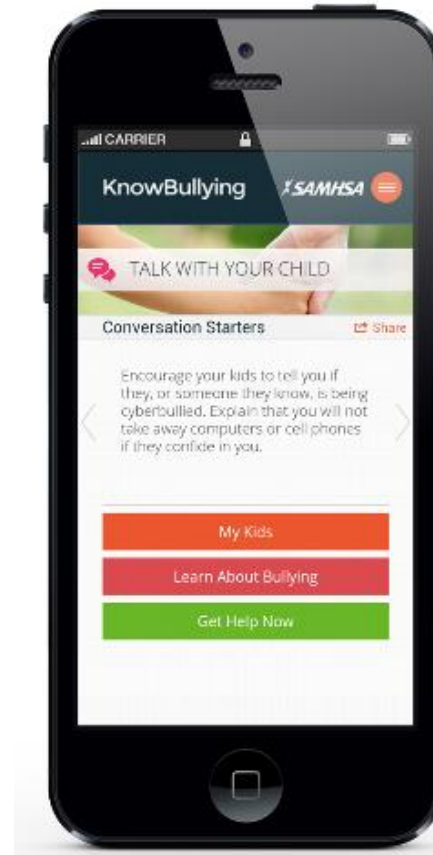 CARRIER
KnowBullying SAMHSA
TALK WITH YOUR CHILD
Conversation Starters Share
Encourage your kids to tell you if
they, or someone they know, is being
cyberbullied. Explain that you will not
take away computers or cell phones
if they confide in you.
My Kids
Learn About Bullying
Get Help Now